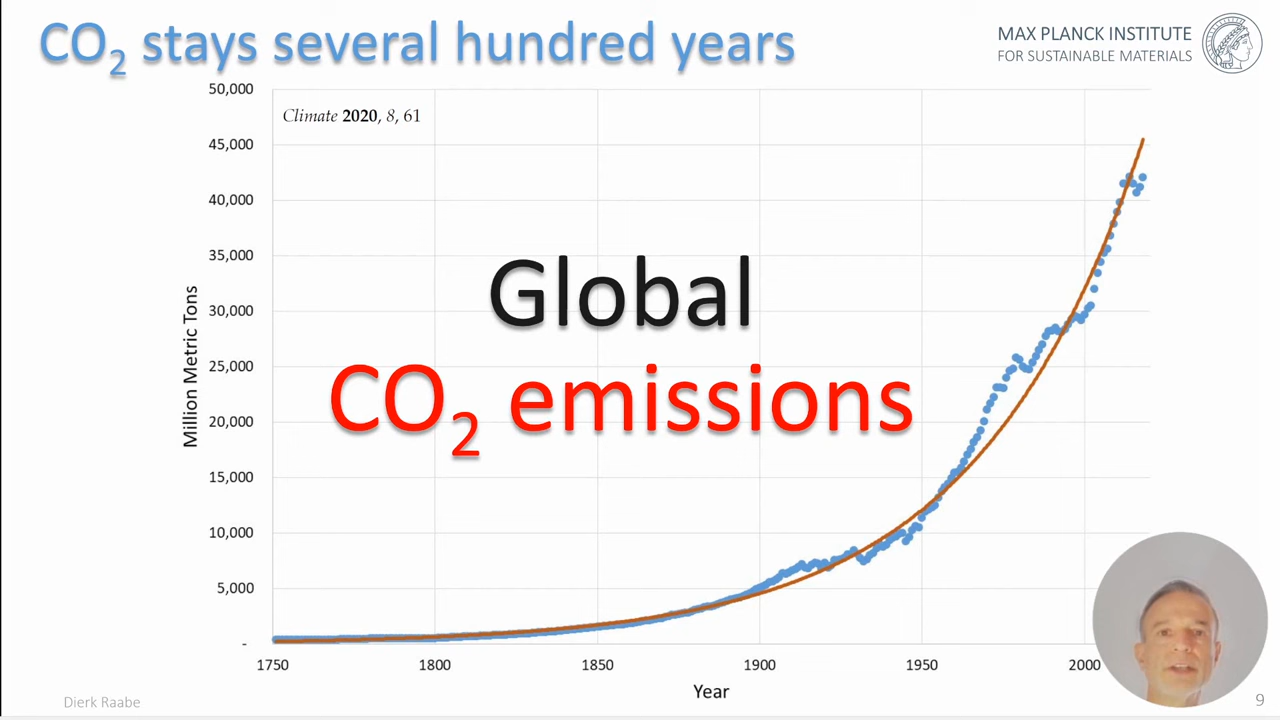 CO₂ stays several hundred years
MAX PLANCK INSTITUTE
FOR SUSTAINABLE MATERIALS
50,000
Climate 2020, 8, 61
45,000
40,000
35,000
30,000
25,000
20,000
15,000
10,000
5,000
-
Million Metric Tons
Global
CO₂ emissions
1750 1800 1850 1900 1950 2000
Year
Dierk Raabe
9